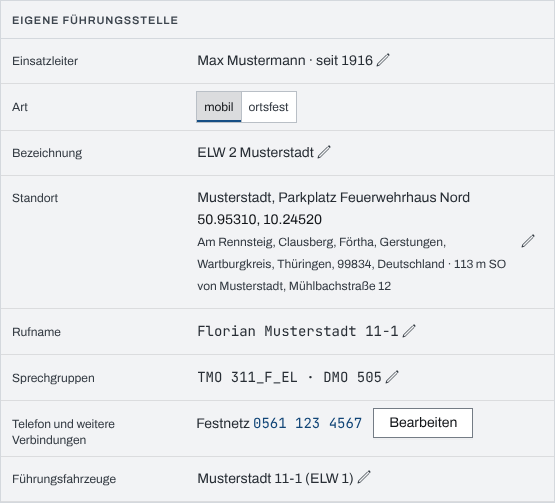 EIGENE FÜHRUNGSSTELLE
Einsatzleiter
Max Mustermann · seit 1916
Art
mobil
ortsfest
Bezeichnung
ELW 2 Musterstadt
Standort
Musterstadt, Parkplatz Feuerwehrhaus Nord
50.95310, 10.24520
Am Rennsteig, Clausberg, Förtha, Gerstungen,
Wartburgkreis, Thüringen, 99834, Deutschland · 113 m SO
von Musterstadt, Mühlbachstraße 12
Rufname
Florian Musterstadt 11-1
Sprechgruppen
TMO 311_F_EL · DMO 505
Telefon und weitere
Verbindungen
Festnetz 0561 123 4567
Bearbeiten
Führungsfahrzeuge
Musterstadt 11-1 (ELW 1)